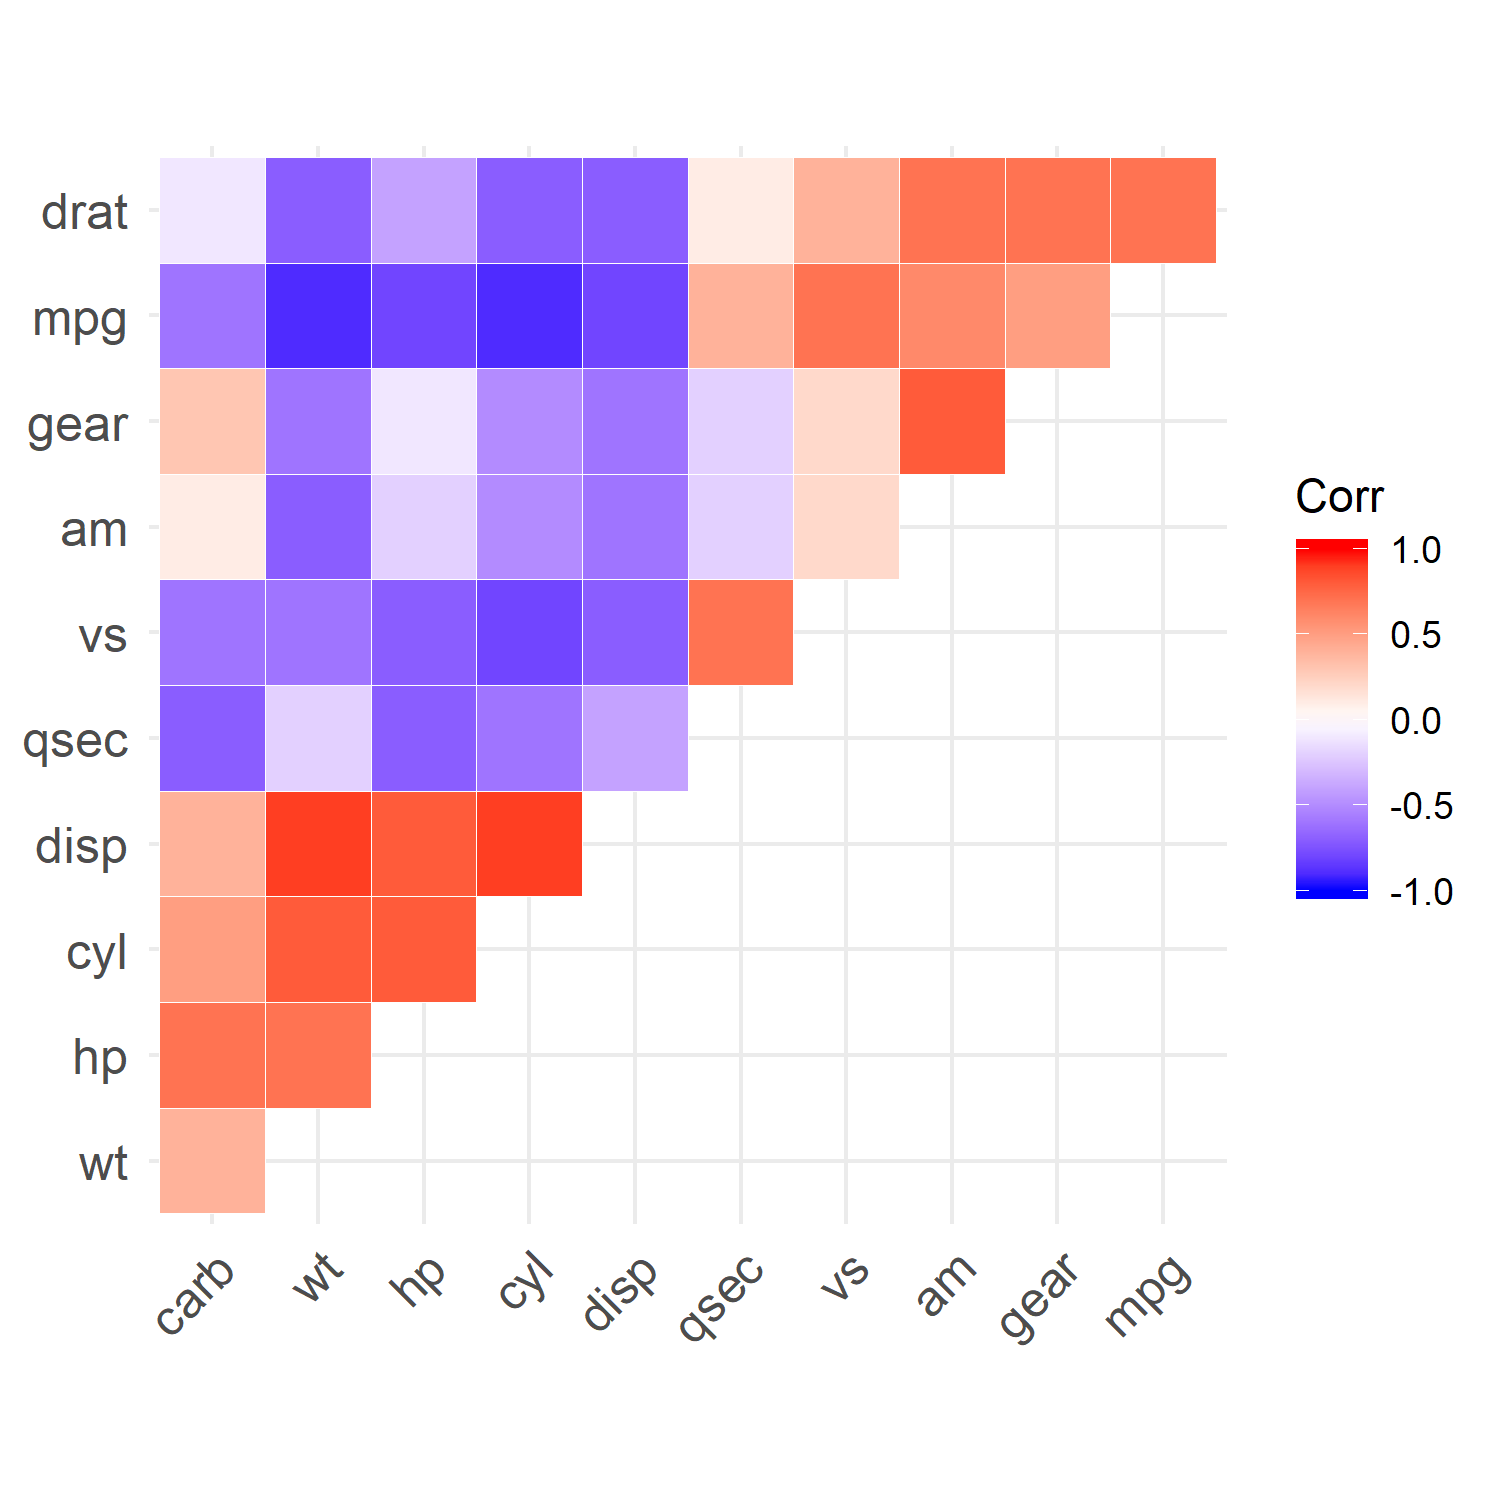 drat
mpg
gear
am
vs
qsec
disp
cyl
hp
wt
carb
wt
hp
cyl
disp
qsec
vs
am
gear
mpg
Corr
1.0
0.5
0.0
-0.5
-1.0